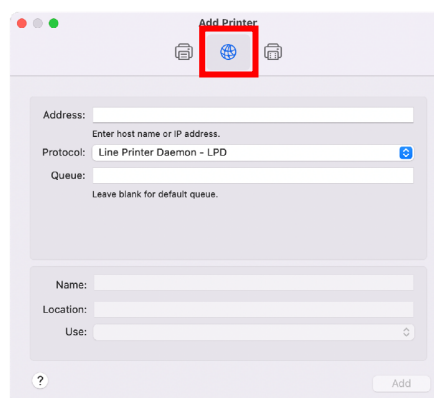 Add Printer
Address:
Enter host name or IP address.
Protocol: Line Printer Daemon - LPD
Queue:
Leave blank for default queue.
Name:
Location:
Use:
?
Add